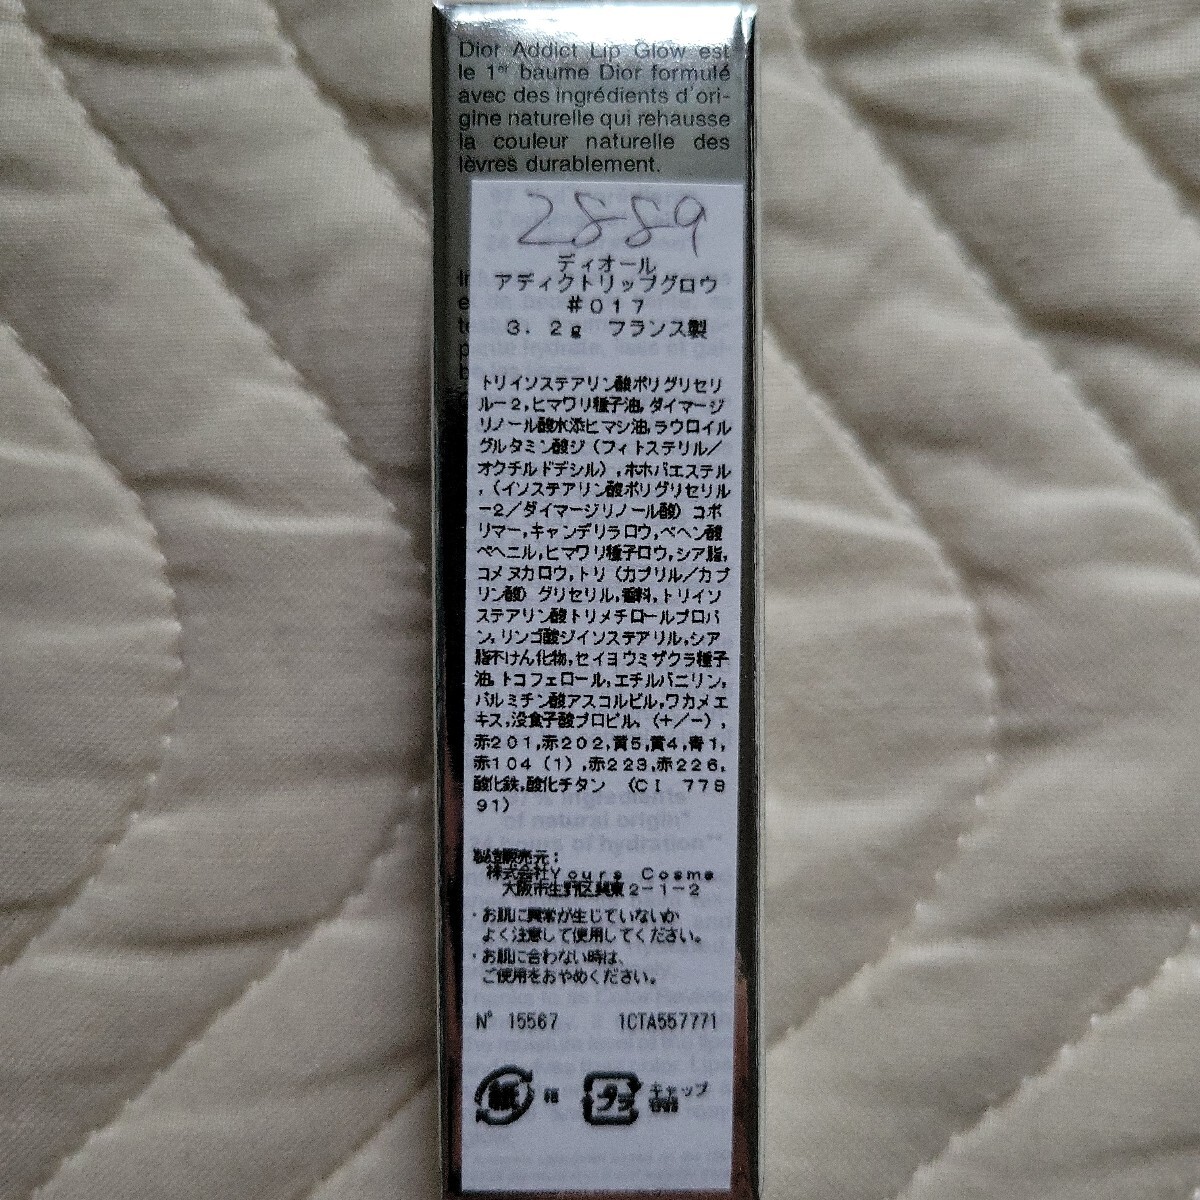 Dior Addict Lip Glow est
le 1er baume Dior formulé
avec des ingrédients d'ori-
gine naturelle qui rehausse
la couleur naturelle des
lèvres durablement.
2889
ディオール
アディクトリップグロウ
#017
3.2g フランス製
トリイソステアリン酸ポリグリセリ
ル-2,ヒマワリ種子油,ダイマージ
リノール酸水添ヒマシ油,ラウロイル
グルタミン酸ジ(フィトステリル/
オクチルドデシル),ホホバエステル
,(イソステアリン酸ポリグリセリル
-2/ダイマージリノール酸)コポ
リマー,キャンデリラロウ,ベヘン酸
ベヘニル,ヒマワリ種子ロウ,シア脂,
コメヌカロウ,トリ(カプリル/カプ
リン酸)グリセリル,香料,トリイソ
ステアリン酸トリメチロールプロパ
ン,リンゴ酸ジイソステアリル,シア
脂不けん化物,セイヨウミザクラ種子
油,トコフェロール,エチルバニリン,
パルミチン酸アスコルビル,ワカメエ
キス,没食子酸プロピル,(+/-),
赤201,赤202,黄5,黄4,青1,
赤104(1),赤223,赤226,
酸化鉄,酸化チタン (CI 778
91)
of natural origin*
of hydration**
製造販売元:
株式会社Yours Cosme
大阪市生野区巽東2-1-2
・お肌に異常が生じていないか
よく注意して使用してください。
・お肌に合わない時は、
ご使用をおやめください。
N° 15567 1CTA557771
紙 プラ キャップ